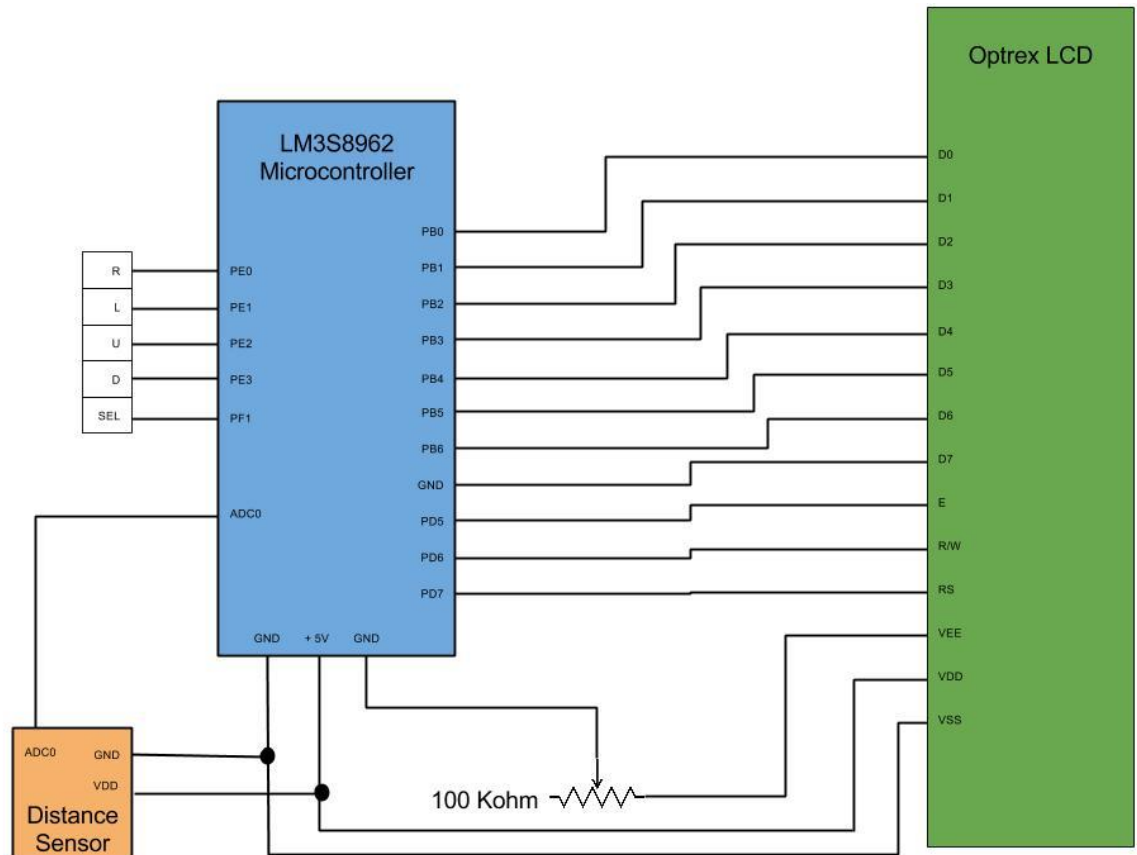 Optrex LCD
LM3S8962
Microcontroller
D0
D1
D2
D3
D4
D5
D6
D7
E
R/W
RS
VEE
VDD
VSS
PB0
PB1
PB2
PB3
PB4
PB5
PB6
GND
PD5
PD6
PD7
R
L
U
D
SEL
PE0
PE1
PE2
PE3
PF1
ADC0
GND
+ 5V
GND
ADC0
GND
VDD
Distance
Sensor
100 Kohm